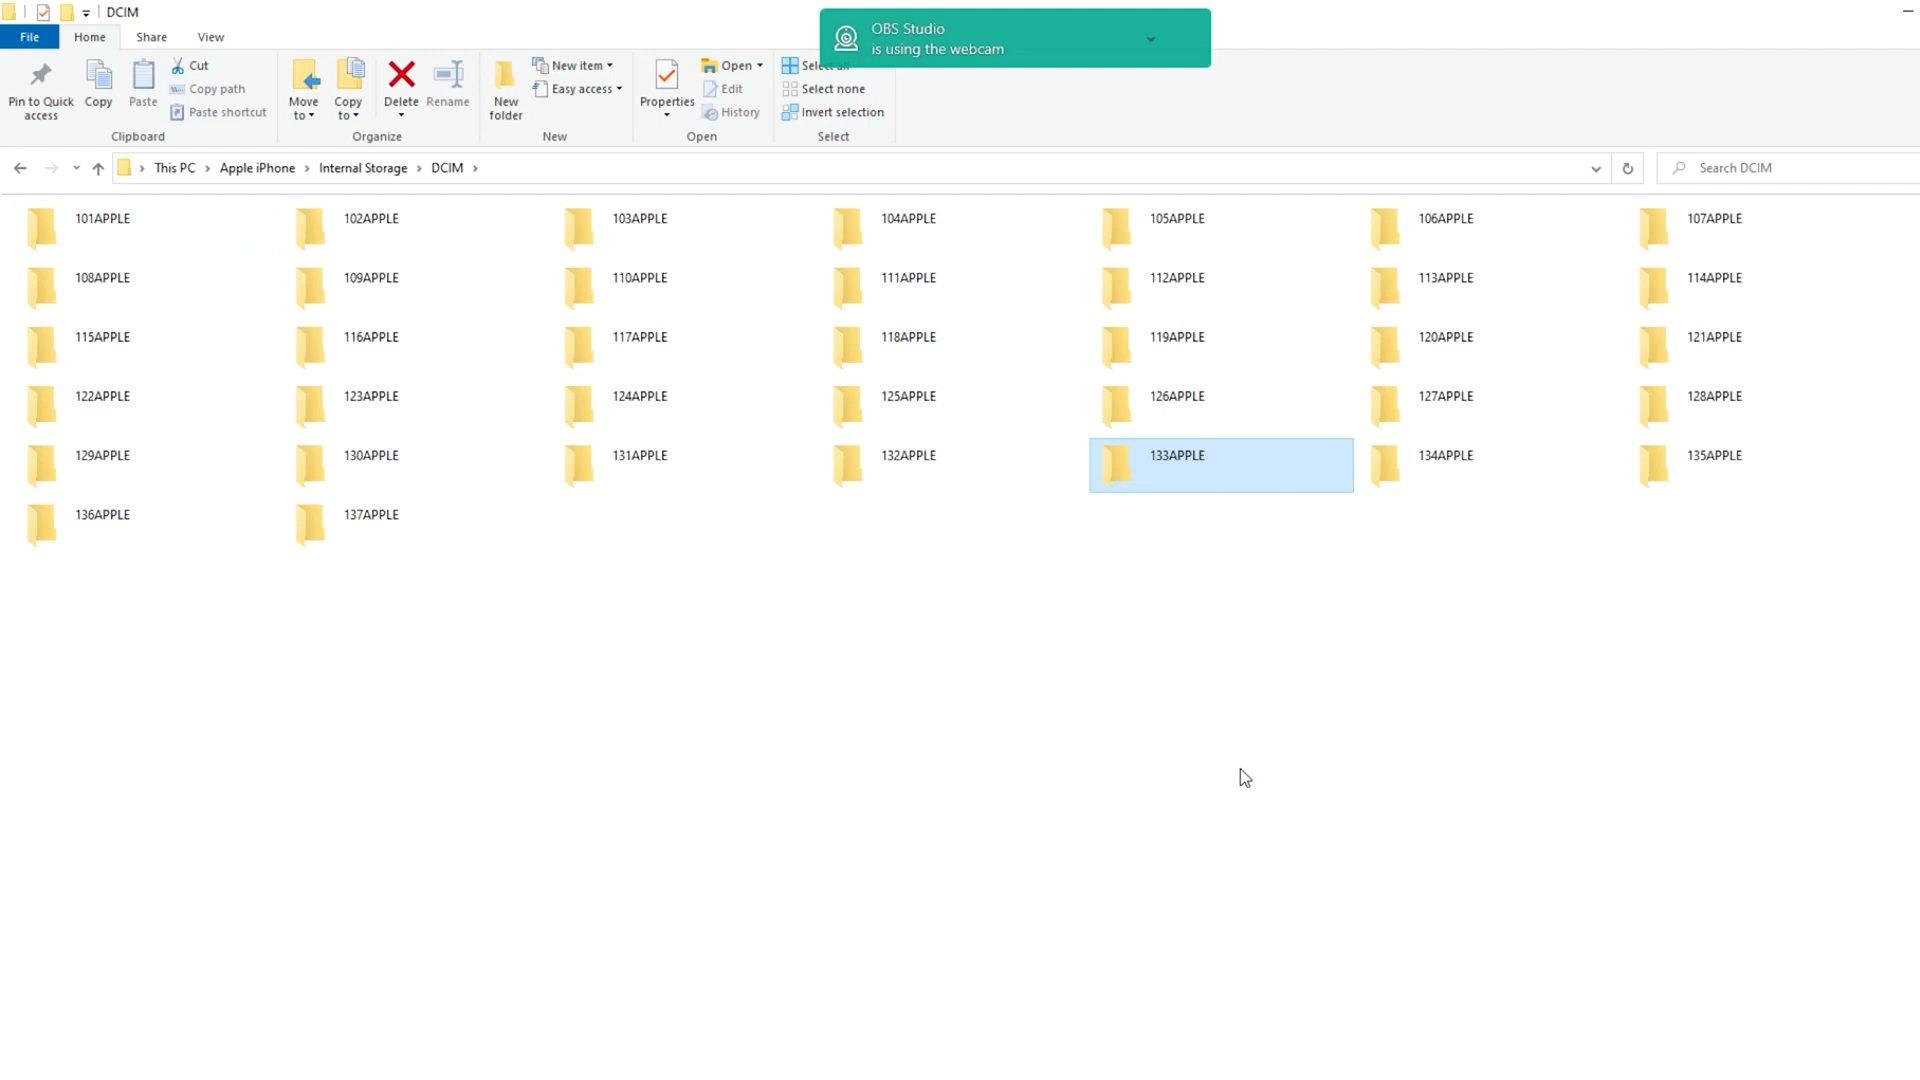 DCIM
OBS Studio
is using the webcam
File Home Share View
Pin to Quick access
Copy
Paste
Cut
Copy path
Paste shortcut
Clipboard
Move to
Copy to
Delete
Rename
Organize
New folder
New item
Easy access
New
Properties
Open
Edit
History
Open
Select all
Select none
Invert selection
Select
This PC > Apple iPhone > Internal Storage > DCIM >
Search DCIM
101APPLE 102APPLE 103APPLE 104APPLE 105APPLE 106APPLE 107APPLE
108APPLE 109APPLE 110APPLE 111APPLE 112APPLE 113APPLE 114APPLE
115APPLE 116APPLE 117APPLE 118APPLE 119APPLE 120APPLE 121APPLE
122APPLE 123APPLE 124APPLE 125APPLE 126APPLE 127APPLE 128APPLE
129APPLE 130APPLE 131APPLE 132APPLE 133APPLE 134APPLE 135APPLE
136APPLE 137APPLE